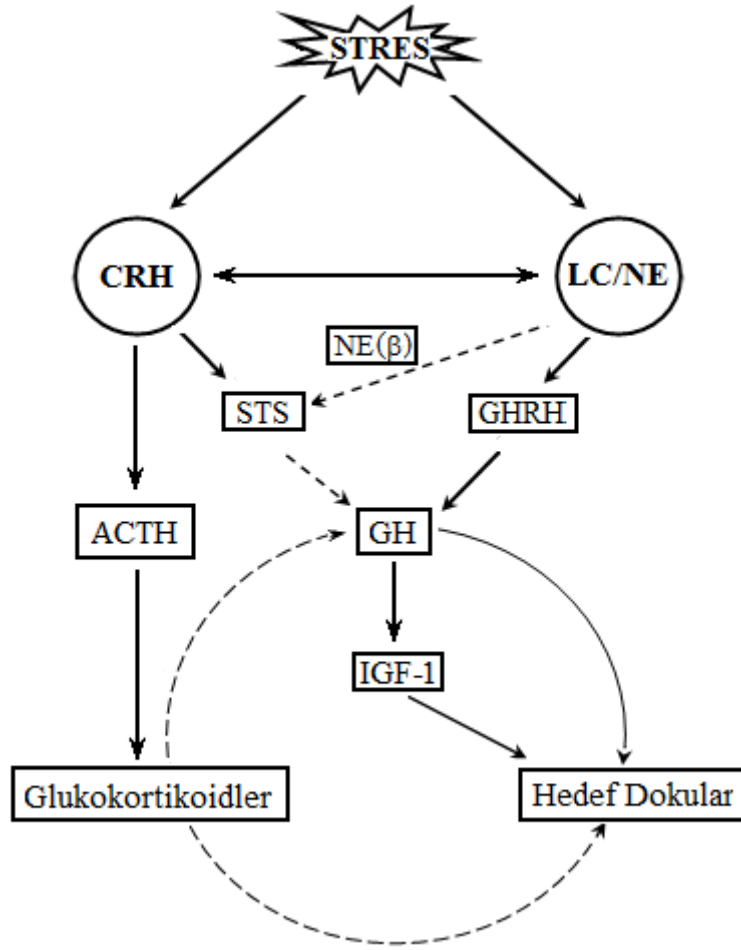 STRES
CRH
LC/NE
NE(β)
STS
GHRH
ACTH
GH
IGF-1
Glukokortikoidler
Hedef Dokular